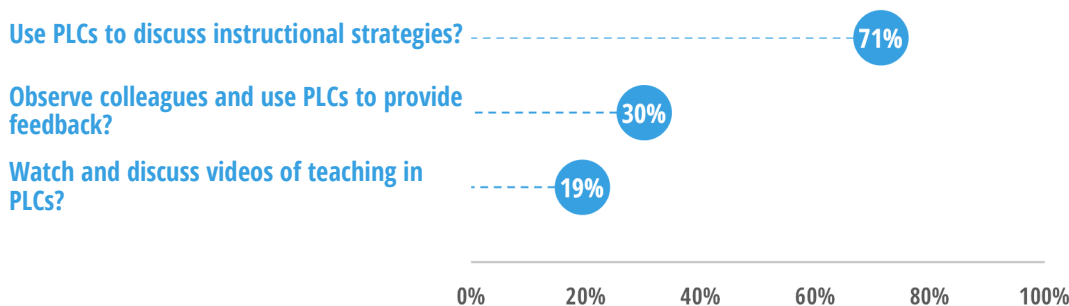 Use PLCs to discuss instructional strategies?
71%
Observe colleagues and use PLCs to provide
feedback?
30%
Watch and discuss videos of teaching in
PLCs?
19%
0% 20% 40% 60% 80% 100%